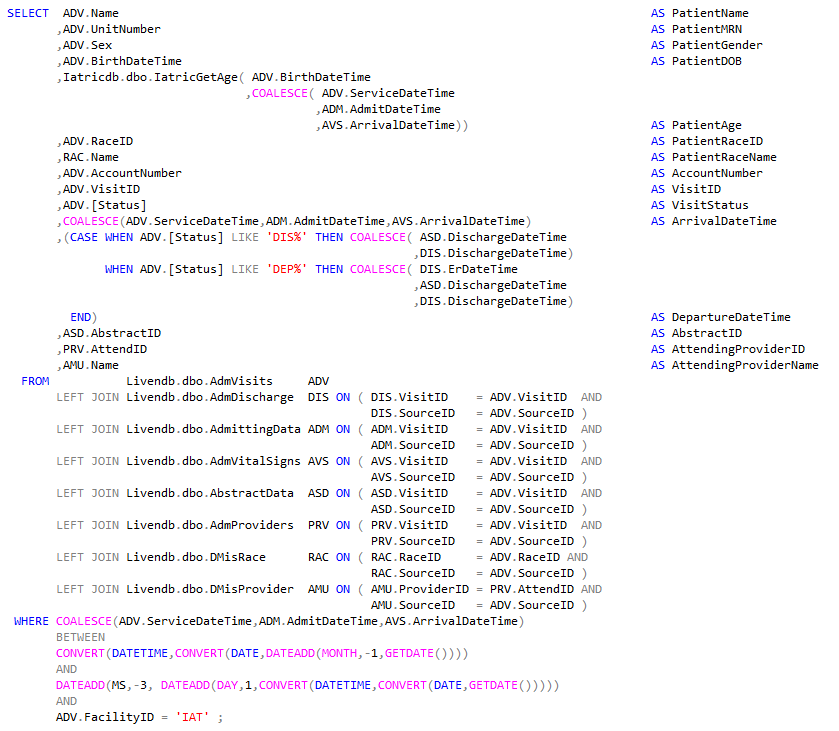 SELECT ADV.Name AS PatientName
,ADV.UnitNumber AS PatientMRN
,ADV.Sex AS PatientGender
,ADV.BirthDateTime AS PatientDOB
,Iatricdb.dbo.IatricGetAge( ADV.BirthDateTime
,COALESCE( ADV.ServiceDateTime
,ADM.AdmitDateTime
,AVS.ArrivalDateTime)) AS PatientAge
,ADV.RaceID AS PatientRaceID
,RAC.Name AS PatientRaceName
,ADV.AccountNumber AS AccountNumber
,ADV.VisitID AS VisitID
,ADV.[Status] AS VisitStatus
,COALESCE(ADV.ServiceDateTime,ADM.AdmitDateTime,AVS.ArrivalDateTime) AS ArrivalDateTime
,(CASE WHEN ADV.[Status] LIKE 'DIS%' THEN COALESCE( ASD.DischargeDateTime
,DIS.DischargeDateTime)
WHEN ADV.[Status] LIKE 'DEP%' THEN COALESCE( DIS.ErDateTime
,ASD.DischargeDateTime
,DIS.DischargeDateTime)
END) AS DepartureDateTime
,ASD.AbstractID AS AbstractID
,PRV.AttendID AS AttendingProviderID
,AMU.Name AS AttendingProviderName
FROM Livendb.dbo.AdmVisits ADV
LEFT JOIN Livendb.dbo.AdmDischarge DIS ON ( DIS.VisitID = ADV.VisitID AND
DIS.SourceID = ADV.SourceID )
LEFT JOIN Livendb.dbo.AdmittingData ADM ON ( ADM.VisitID = ADV.VisitID AND
ADM.SourceID = ADV.SourceID )
LEFT JOIN Livendb.dbo.AdmVitalSigns AVS ON ( AVS.VisitID = ADV.VisitID AND
AVS.SourceID = ADV.SourceID )
LEFT JOIN Livendb.dbo.AbstractData ASD ON ( ASD.VisitID = ADV.VisitID AND
ASD.SourceID = ADV.SourceID )
LEFT JOIN Livendb.dbo.AdmProviders PRV ON ( PRV.VisitID = ADV.VisitID AND
PRV.SourceID = ADV.SourceID )
LEFT JOIN Livendb.dbo.DMisRace RAC ON ( RAC.RaceID = ADV.RaceID AND
RAC.SourceID = ADV.SourceID )
LEFT JOIN Livendb.dbo.DMisProvider AMU ON ( AMU.ProviderID = PRV.AttendID AND
AMU.SourceID = ADV.SourceID )
WHERE COALESCE(ADV.ServiceDateTime,ADM.AdmitDateTime,AVS.ArrivalDateTime)
BETWEEN
CONVERT(DATETIME,CONVERT(DATE,DATEADD(MONTH,-1,GETDATE())))
AND
DATEADD(MS,-3, DATEADD(DAY,1,CONVERT(DATETIME,CONVERT(DATE,GETDATE()))))
AND
ADV.FacilityID = 'IAT' ;